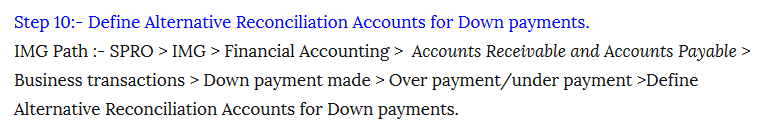 Step 10:- Define Alternative Reconciliation Accounts for Down payments.
IMG Path :- SPRO > IMG > Financial Accounting > Accounts Receivable and Accounts Payable >
Business transactions > Down payment made > Over payment/under payment >Define
Alternative Reconciliation Accounts for Down payments.